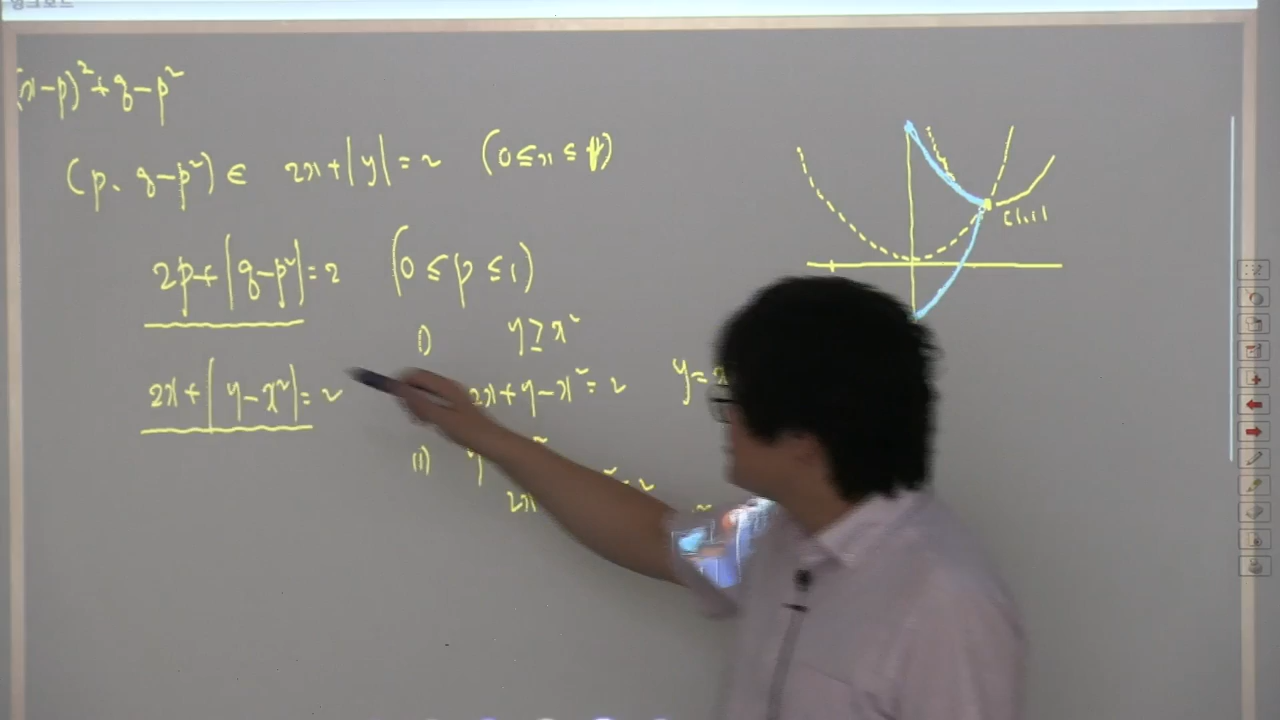 (x-p)²+q-p²
(p, q-p²) ∈ 2x+|y|=2 (0≤x≤1)
2p+|q-p²|=2 (0≤p≤1)
i) y≥x²
2x+|y-x²|=2 2x+y-x²=2 y=x
ii) y
2x
(1,1)